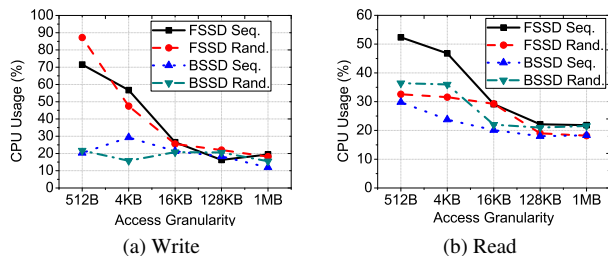 100
90
80
70
60
50
40
30
20
10
0
CPU Usage (%)
FSSD Seq.
FSSD Rand.
BSSD Seq.
BSSD Rand.
512B 4KB 16KB 128KB 1MB
Access Granularity
(a) Write
60
50
40
30
20
10
0
CPU Usage (%)
FSSD Seq.
FSSD Rand.
BSSD Seq
BSSD Rand.
512B 4KB 16KB 128KB 1MB
Access Granularity
(b) Read